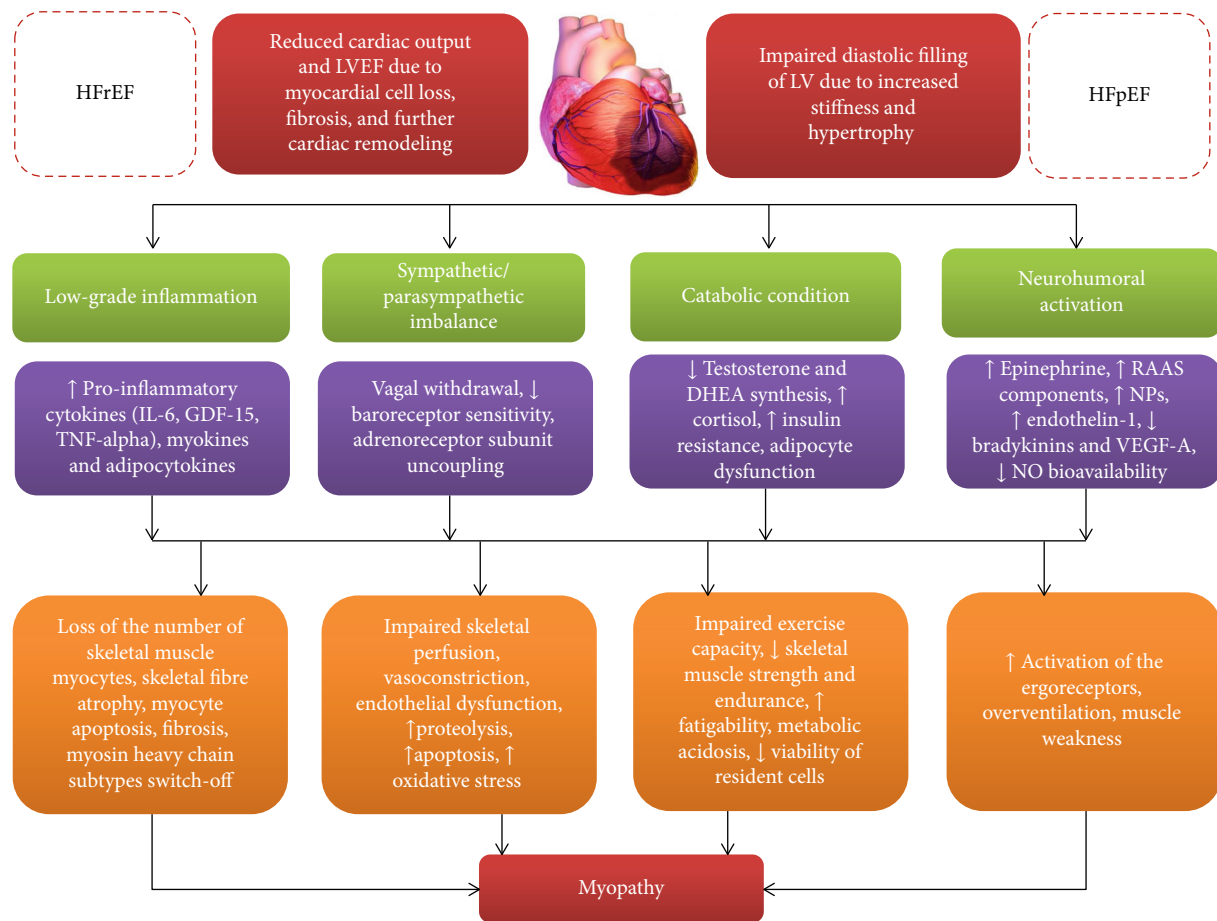 HFrEF
Reduced cardiac output
and LVEF due to
myocardial cell loss,
fibrosis, and further
cardiac remodeling
Impaired diastolic filling
of LV due to increased
stiffness and
hypertrophy
HFpEF
Low-grade inflammation
Sympathetic/
parasympathetic
imbalance
Catabolic condition
Neurohumoral
activation
↑ Pro-inflammatory
cytokines (IL-6, GDF-15,
TNF-alpha), myokines
and adipocytokines
Vagal withdrawal, ↓
baroreceptor sensitivity,
adrenoreceptor subunit
uncoupling
↓ Testosterone and
DHEA synthesis, ↑
cortisol, ↑ insulin
resistance, adipocyte
dysfunction
↑ Epinephrine, ↑ RAAS
components, ↑ NPs,
↑ endothelin-1, ↓
bradykinins and VEGF-A,
↓ NO bioavailability
Loss of the number of
skeletal muscle
myocytes, skeletal fibre
atrophy, myocyte
apoptosis, fibrosis,
myosin heavy chain
subtypes switch-off
Impaired skeletal
perfusion,
vasoconstriction,
endothelial dysfunction,
↑proteolysis,
↑apoptosis, ↑
oxidative stress
Impaired exercise
capacity, ↓ skeletal
muscle strength and
endurance, ↑
fatigability, metabolic
acidosis, ↓ viability of
resident cells
↑ Activation of the
ergoreceptors,
overventilation, muscle
weakness
Myopathy